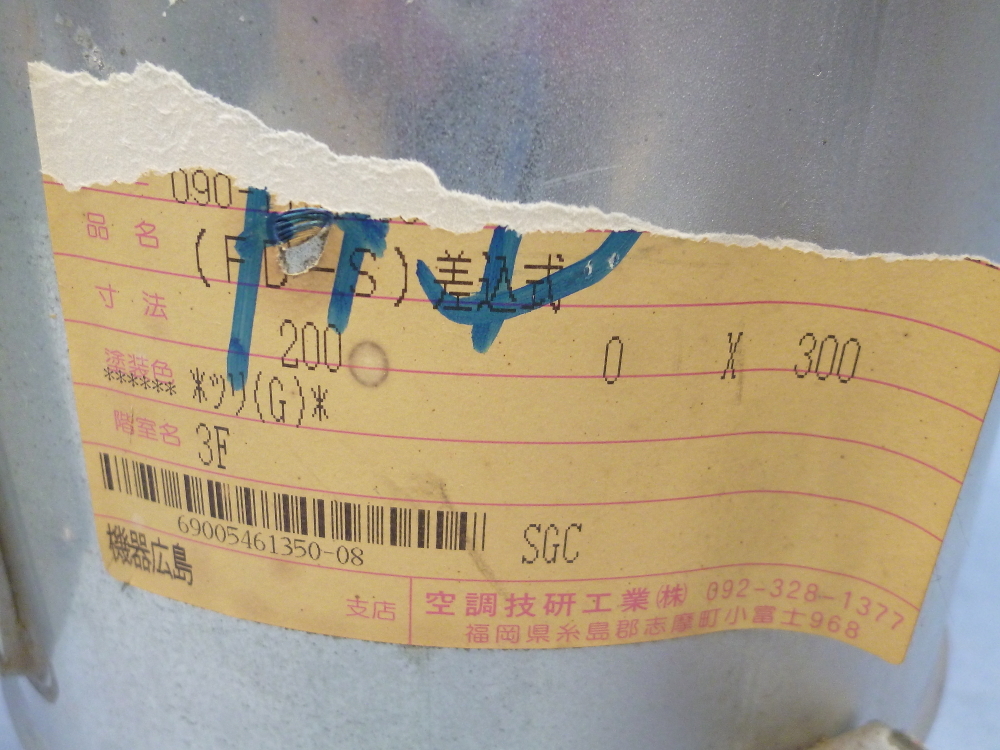 090-
品名
(FD-S)差込式
寸法
200 0 X 300
塗装色
****** *ツリ(G)*
階室名 3F
69005461350-08
SGC
機器広島
支店
空調技研工業(株) 092-328-1377
福岡県糸島郡志摩町小富士968